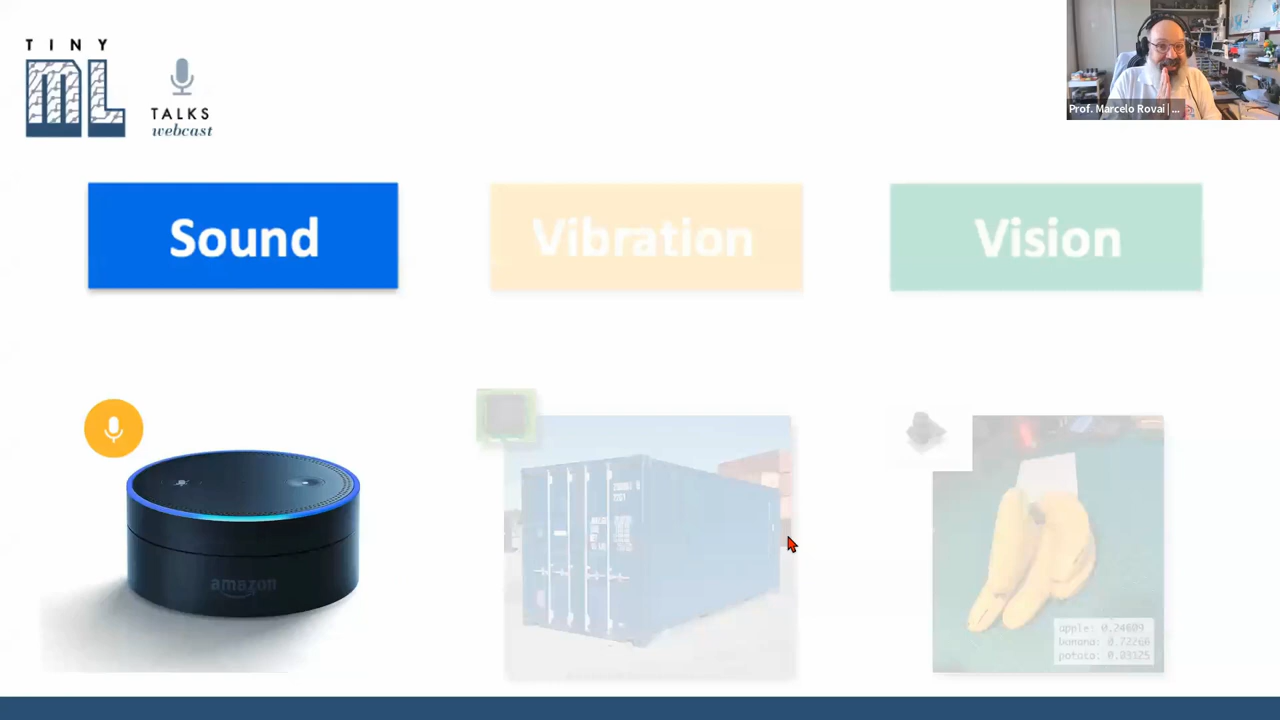 TINY
ML
TALKS
webcast
Prof. Marcelo Rovai | ...
Sound
Vibration
Vision
amazon
apple: 0.24609
banana: 0.72266
potato: 0.03125